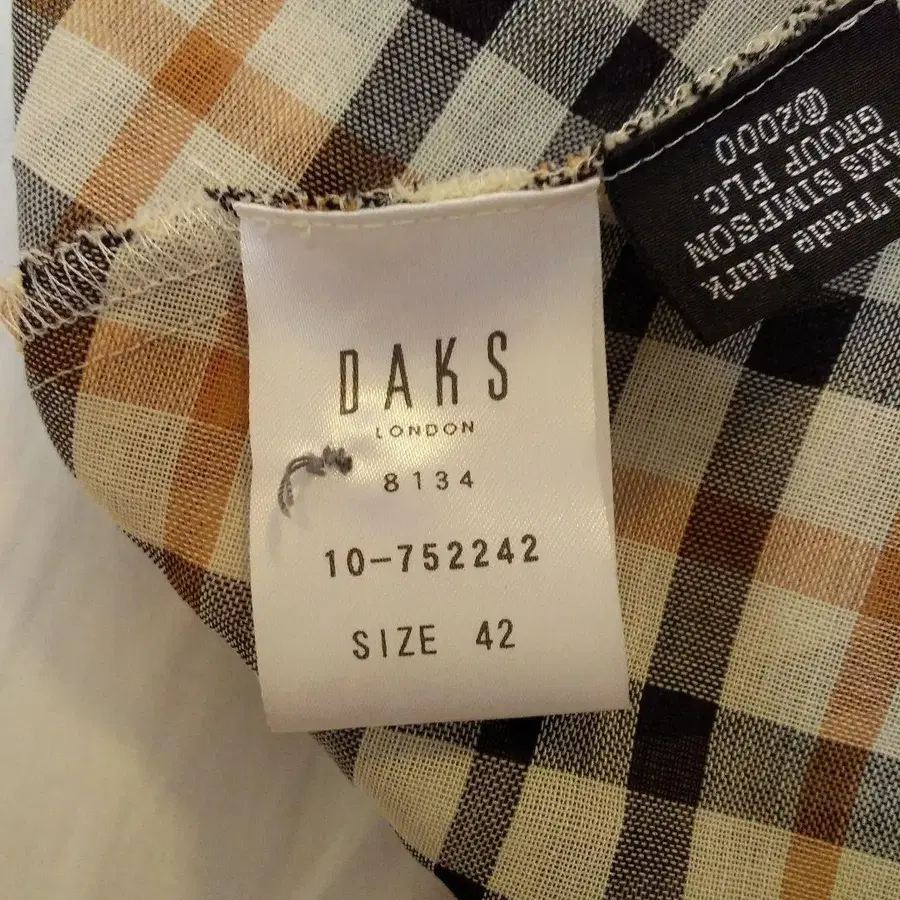 DAKS
LONDON
8134
10-752242
SIZE 42
Trade Mark
SIMPSON
GROUP PLC.
©2000